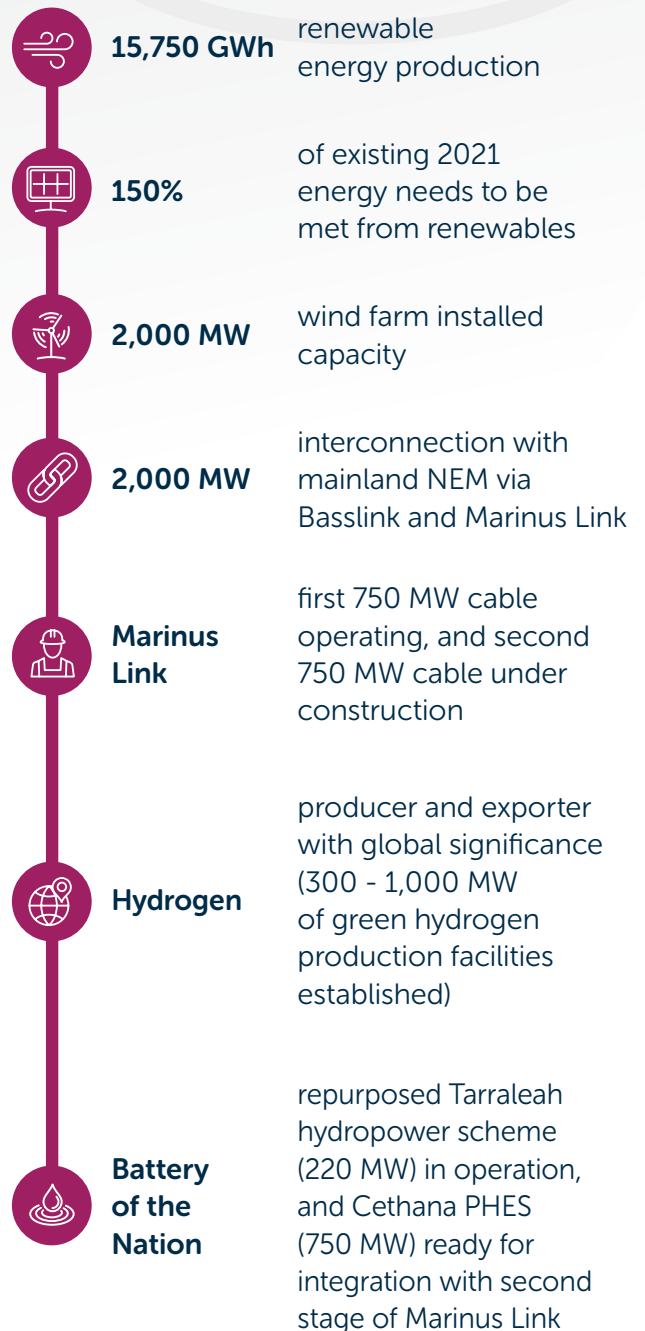 15,750 GWh
renewable
energy production
150%
of existing 2021
energy needs to be
met from renewables
2,000 MW
wind farm installed
capacity
2,000 MW
interconnection with
mainland NEM via
Basslink and Marinus Link
Marinus
Link
first 750 MW cable
operating, and second
750 MW cable under
construction
Hydrogen
producer and exporter
with global significance
(300 - 1,000 MW
of green hydrogen
production facilities
established)
Battery
of the
Nation
repurposed Tarraleah
hydropower scheme
(220 MW) in operation,
and Cethana PHES
(750 MW) ready for
integration with second
stage of Marinus Link